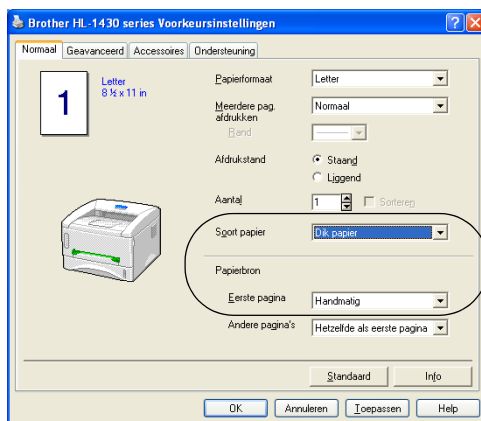 Brother HL-1430 series Voorkeursinstellingen
Normaal Geavanceerd Accessoires Ondersteuning
1
Letter
8 ½ x 11 in
Papierformaat Letter
Meerdere pag. afdrukken Normaal
Rand
Afdrukstand Staand
Liggend
Aantal 1 Sorteren
Soort papier Dik papier
Papierbron
Eerste pagina Handmatig
Andere pagina's Hetzelfde als eerste pagina
Standaard Info
OK Annuleren Toepassen Help